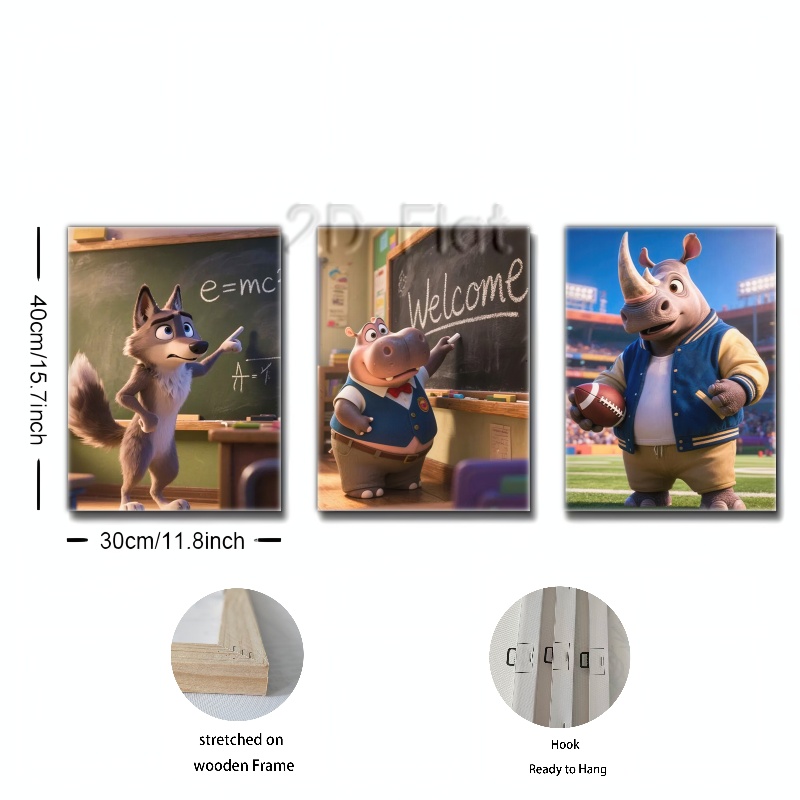 2D Flat
40cm/15.7inch
e=mc²
A=
Welcome
30cm/11.8inch
stretched on
wooden Frame
Hook
Ready to Hang